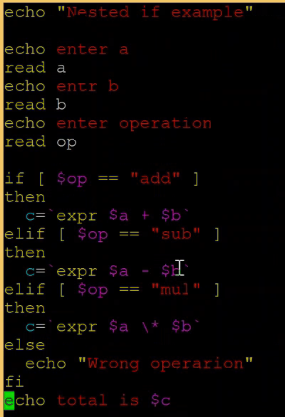 echo "Nested if example"
echo enter a
read a
echo entr b
read b
echo enter operation
read op
if [ $op == "add" ]
then
c=`expr $a + $b`
elif [ $op == "sub" ]
then
c=`expr $a - $b`
elif [ $op == "mul" ]
then
c=`expr $a \* $b`
else
echo "Wrong operarion"
fi
echo total is $c